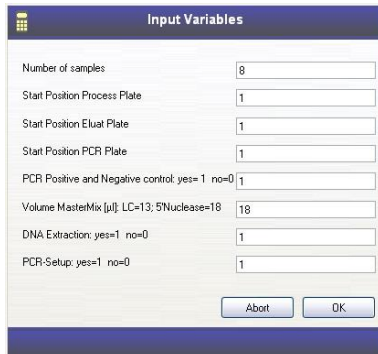 Input Variables
Number of samples 8
Start Position Process Plate 1
Start Position Eluat Plate 1
Start Position PCR Plate 1
PCR Positive and Negative control: yes= 1 no=0 1
Volume MasterMix [µl]: LC=13; 5'Nuclease=18 18
DNA Extraction: yes=1 no=0 1
PCR-Setup: yes=1 no=0 1
Abort OK